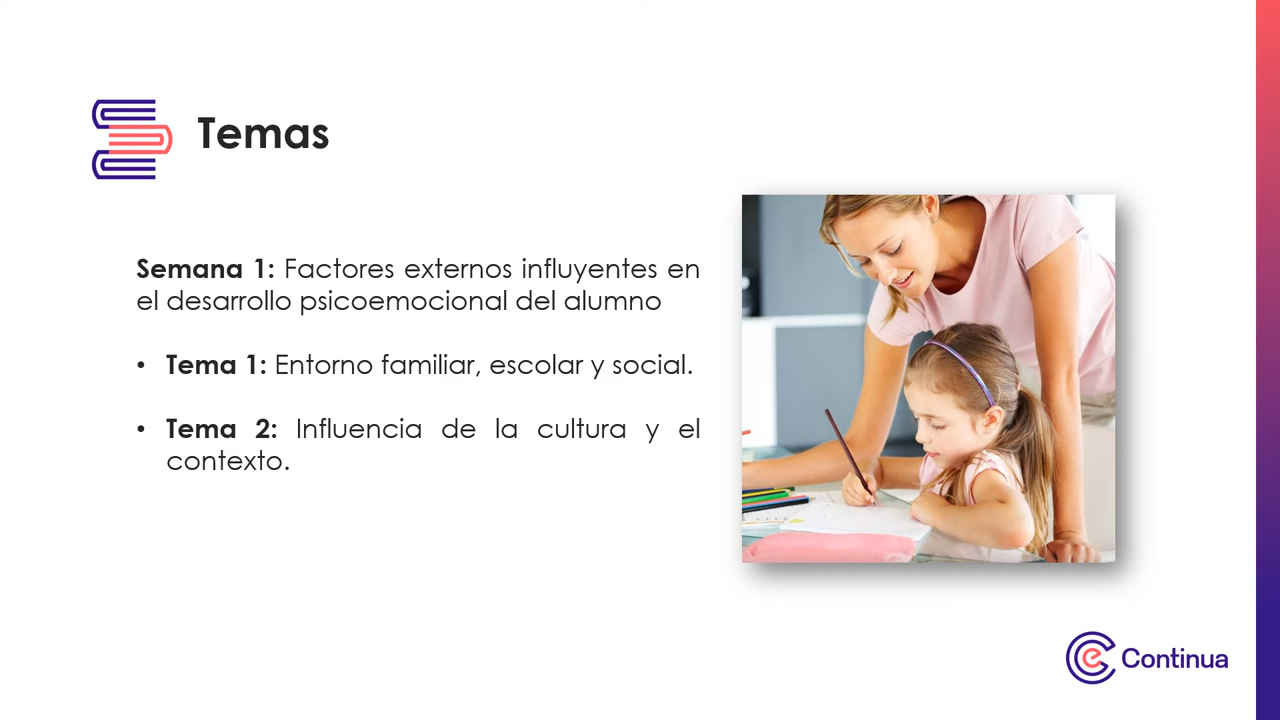 Temas
Semana 1: Factores externos influyentes en
el desarrollo psicoemocional del alumno
• Tema 1: Entorno familiar, escolar y social.
• Tema 2: Influencia de la cultura y el
contexto.
Continua